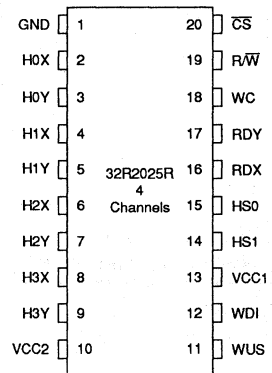 GND 1 20 C̅S̅
H0X 2 19 R/W̅
H0Y 3 18 WC
H1X 4 17 RDY
H1Y 5 16 RDX
32R2025R
4
Channels
H2X 6 15 HS0
H2Y 7 14 HS1
H3X 8 13 VCC1
H3Y 9 12 WDI
VCC2 10 11 WUS